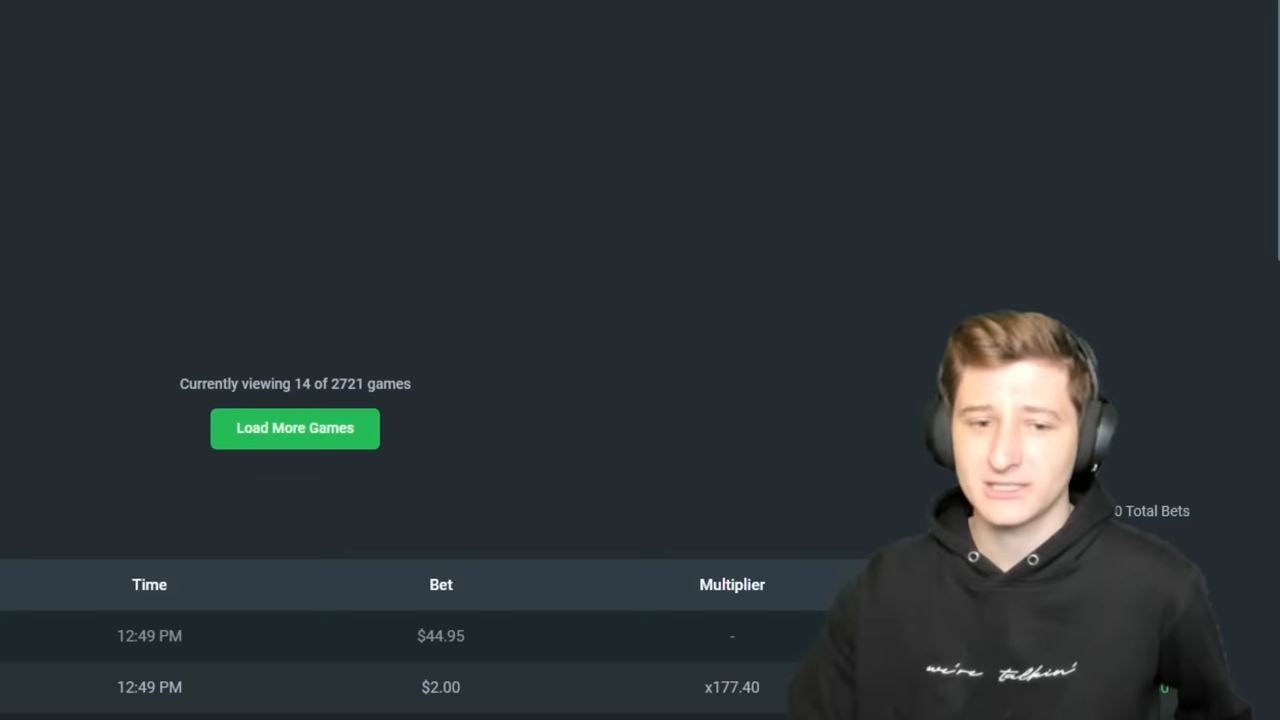 Currently viewing 14 of 2721 games
Load More Games
0 Total Bets
Time Bet Multiplier
12:49 PM $44.95 -
12:49 PM $2.00 x177.40
we're talkin'